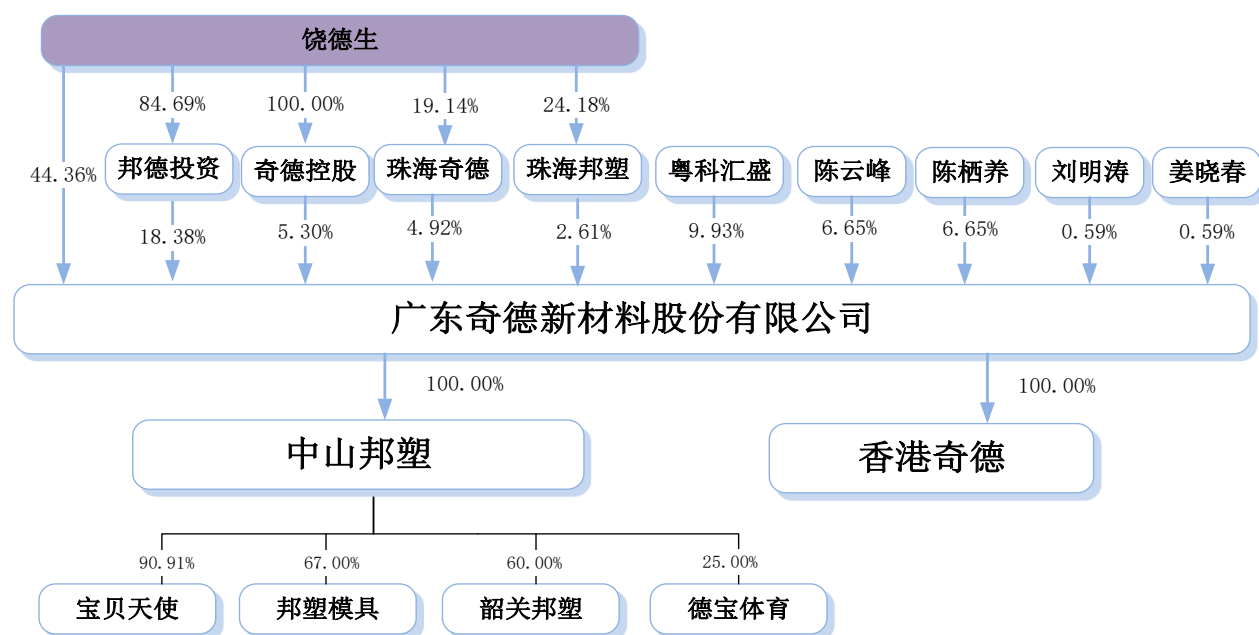 饶德生
84.69%
100.00%
19.14%
24.18%
44.36%
邦德投资
奇德控股
珠海奇德
珠海邦塑
粤科汇盛
陈云峰
陈栖养
刘明涛
姜晓春
18.38%
5.30%
4.92%
2.61%
9.93%
6.65%
6.65%
0.59%
0.59%
广东奇德新材料股份有限公司
100.00%
100.00%
中山邦塑
香港奇德
90.91%
67.00%
60.00%
25.00%
宝贝天使
邦塑模具
韶关邦塑
德宝体育